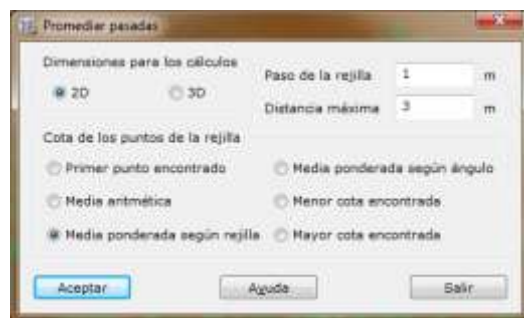 Promediar pasadas
Dimensiones para los cálculos
2D
3D
Paso de la rejilla 1 m
Distancia máxima 3 m
Cota de los puntos de la rejilla
Primer punto encontrado
Media ponderada según ángulo
Media aritmética
Menor cota encontrada
Media ponderada según rejilla
Mayor cota encontrada
Aceptar
Ayuda
Salir